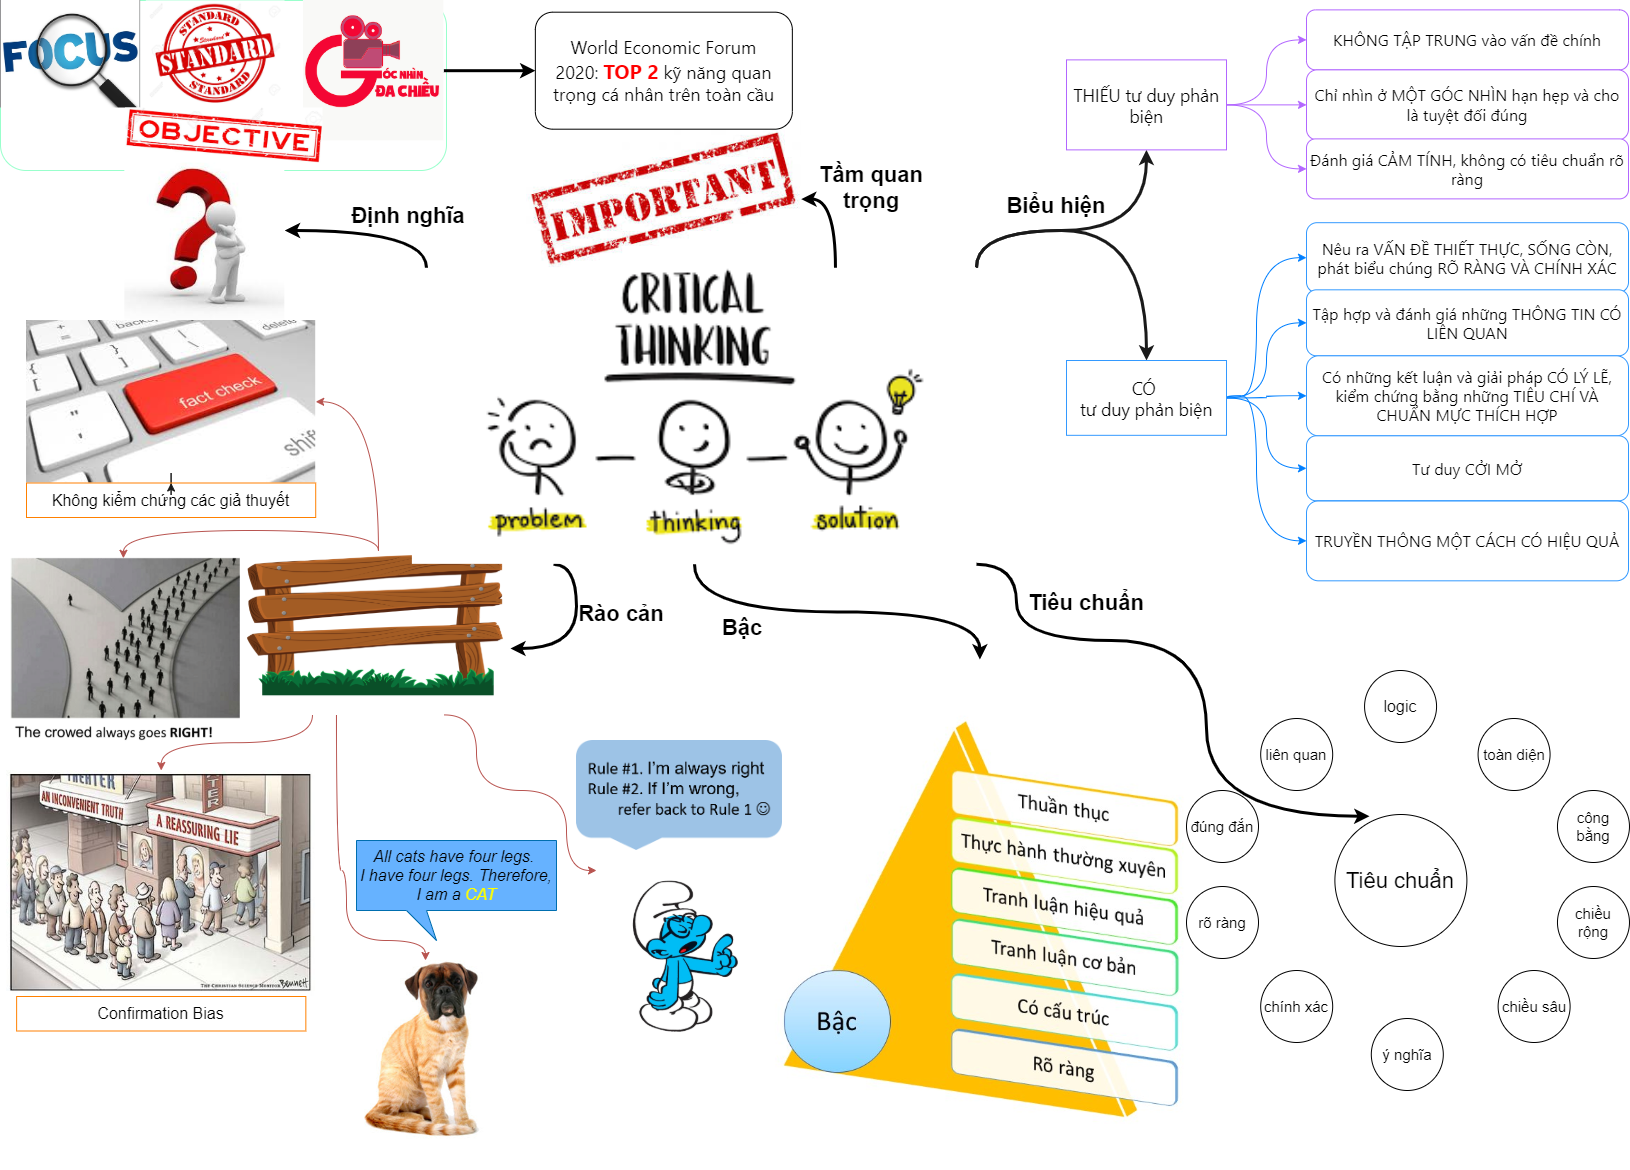 FOCUS
STANDARD
Standard
STANDARD
STANDARD
GÓC NHÌN
ĐA CHIỀU
OBJECTIVE
World Economic Forum
2020: TOP 2 kỹ năng quan
trọng cá nhân trên toàn cầu
IMPORTANT
Tầm quan
trọng
Định nghĩa
Biểu hiện
THIẾU tư duy phản
biện
KHÔNG TẬP TRUNG vào vấn đề chính
Chỉ nhìn ở MỘT GÓC NHÌN hạn hẹp và cho
là tuyệt đối đúng
Đánh giá CẢM TÍNH, không có tiêu chuẩn rõ
ràng
CÓ
tư duy phản biện
Nêu ra VẤN ĐỀ THIẾT THỰC, SỐNG CÒN,
phát biểu chúng RÕ RÀNG VÀ CHÍNH XÁC
Tập hợp và đánh giá những THÔNG TIN CÓ
LIÊN QUAN
Có những kết luận và giải pháp CÓ LÝ LẼ,
kiểm chứng bằng những TIÊU CHÍ VÀ
CHUẨN MỰC THÍCH HỢP
Tư duy CỞI MỞ
TRUYỀN THÔNG MỘT CÁCH CÓ HIỆU QUẢ
CRITICAL
THINKING
problem
thinking
solution
delete
fact check
shift
Không kiểm chứng các giả thuyết
Rào cản
Bậc
Tiêu chuẩn
The crowed always goes RIGHT!
THEATER
AN INCONVENIENT TRUTH
A REASSURING LIE
THE CHRISTIAN SCIENCE MONITOR
BENNETT
Confirmation Bias
All cats have four legs.
I have four legs. Therefore,
I am a CAT
Rule #1. I'm always right
Rule #2. If I'm wrong,
refer back to Rule 1 ☺
Bậc
Thuần thục
Thực hành thường xuyên
Tranh luận hiệu quả
Tranh luận cơ bản
Có cấu trúc
Rõ ràng
Tiêu chuẩn
logic
toàn diện
công
bằng
chiều
rộng
chiều sâu
ý nghĩa
chính xác
rõ ràng
đúng đắn
liên quan